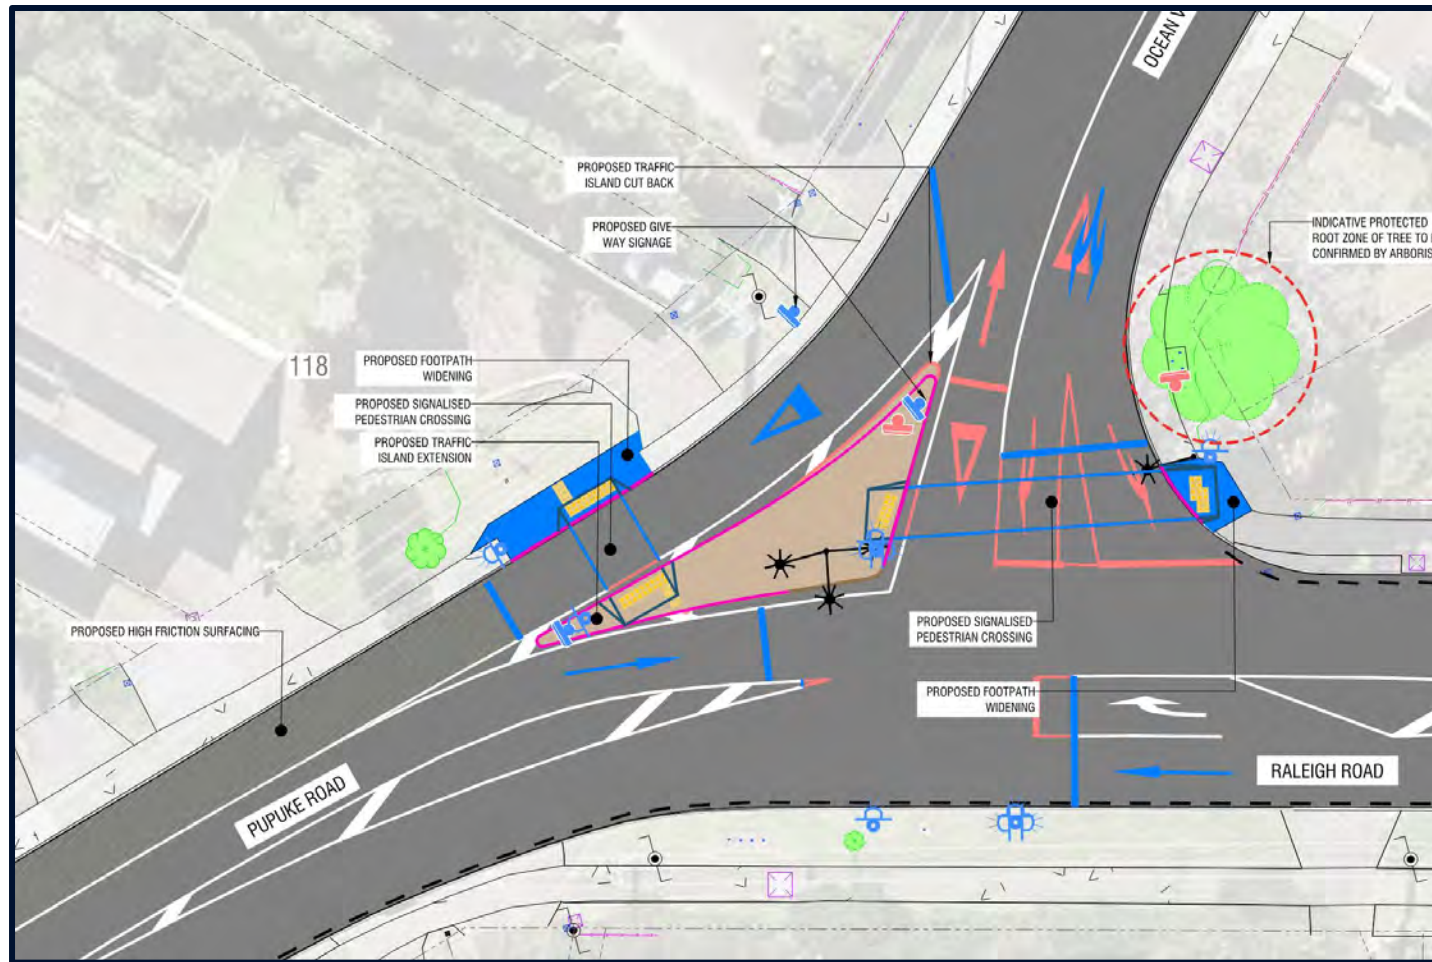 OCEAN V
PROPOSED TRAFFIC
ISLAND CUT BACK
PROPOSED GIVE
WAY SIGNAGE
INDICATIVE PROTECTED
ROOT ZONE OF TREE TO
CONFIRMED BY ARBORIS
118
PROPOSED FOOTPATH
WIDENING
PROPOSED SIGNALISED
PEDESTRIAN CROSSING
PROPOSED TRAFFIC
ISLAND EXTENSION
PROPOSED HIGH FRICTION SURFACING
PROPOSED SIGNALISED
PEDESTRIAN CROSSING
PROPOSED FOOTPATH
WIDENING
RALEIGH ROAD
PUPUKE ROAD